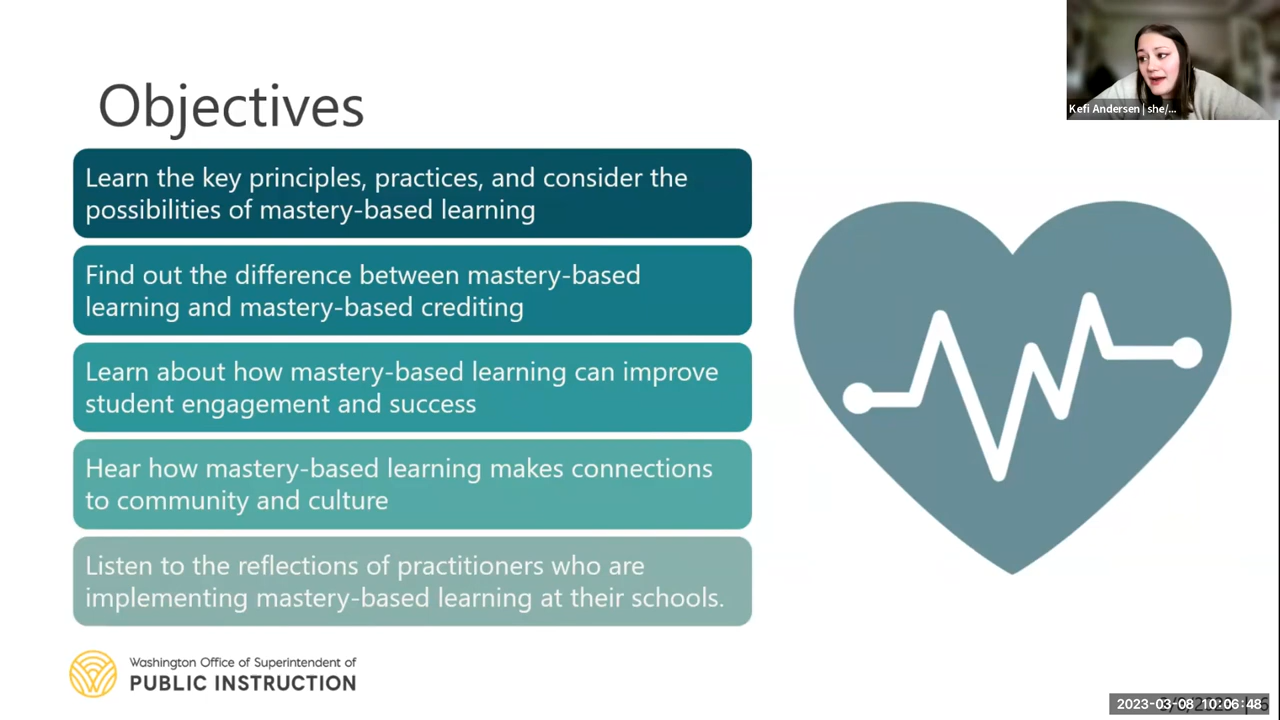 Kefi Andersen | she/...
Objectives
Learn the key principles, practices, and consider the
possibilities of mastery-based learning
Find out the difference between mastery-based
learning and mastery-based crediting
Learn about how mastery-based learning can improve
student engagement and success
Hear how mastery-based learning makes connections
to community and culture
Listen to the reflections of practitioners who are
implementing mastery-based learning at their schools.
Washington Office of Superintendent of
PUBLIC INSTRUCTION
2023-03-08 10:06:48